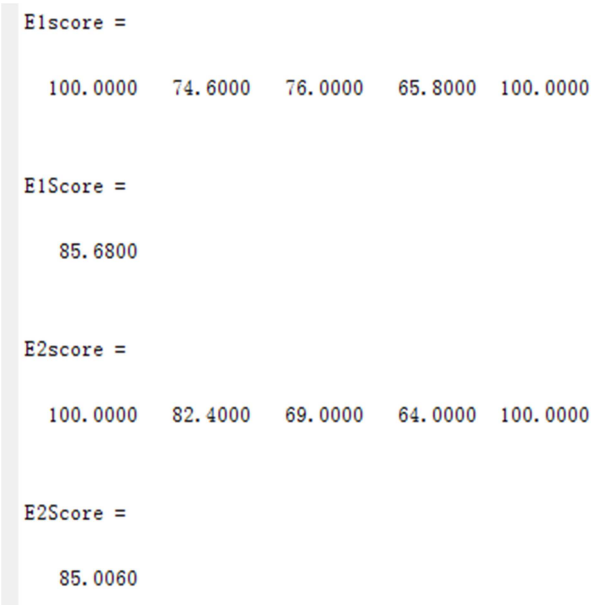 E1score =
100.0000 74.6000 76.0000 65.8000 100.0000
E1Score =
85.6800
E2score =
100.0000 82.4000 69.0000 64.0000 100.0000
E2Score =
85.0060